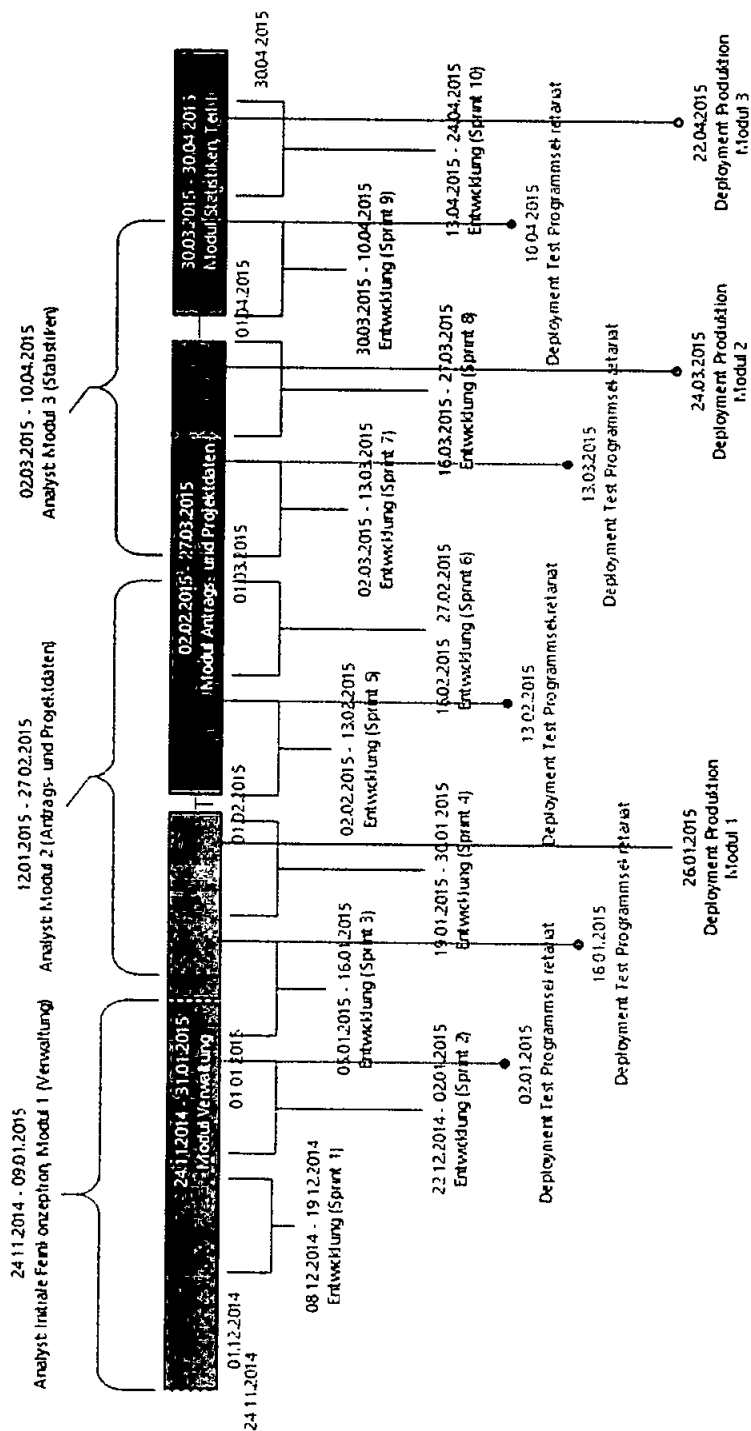 24 11.2014 - 09.01.2015
Analyst Initiale Feinkonzeption, Modul 1 (Verwaltung)
12.01.2015 - 27 02.2015
Analyst: Modul 2 (Antrags- und Projektdaten)
02.03.2015 - 10.04.2015
Analyst: Modul 3 (Statistiken)
24.11.2014 - 31.01.2015
Modul Verwaltung
02.02.2015 - 27.03.2015
Modul Antrags- und Projektdaten
30.03.2015 - 30.04 2015
Modul Statistiken,
24 11.2014
01.12.2014
01 01.2015
01.02.2015
01.03.2015
01.04.2015
30.04.2015
08 12.2014 - 19 12.2014
Entwicklung (Sprint 1)
22 12.2014 - 02.01.2015
Entwicklung (Sprint 2)
05.01.2015 - 16.01.2015
Entwicklung (Sprint 3)
19 01.2015 - 30.01 2015
Entwicklung (Sprint 4)
02.02.2015 - 13.02.2015
Entwicklung (Sprint 5)
16.02.2015 27.02.2015
Entwicklung (Sprint 6)
02.03.2015 - 13.03.2015
Entwicklung (Sprint 7)
16.03.2015 - 27.03.2015
Entwicklung (Sprint 8)
30.03.2015 - 10.04.2015
Entwicklung (Sprint 9)
13.04.2015 - 24.04.2015
Entwicklung (Sprint 10)
02.01.2015
Deployment Test Programmsekretariat
16 01.2015
Deployment Test Programmsekretariat
26.01.2015
Deployment Produktion
Modul 1
13 02.2015
Deployment Test Programmsekretariat
13.03.2015
Deployment Test Programmsekretariat
24.03.2015
Deployment Produktion
Modul 2
10.04 2015
Deployment Test Programmsekretariat
22.04.2015
Deployment Produktion
Modul 3